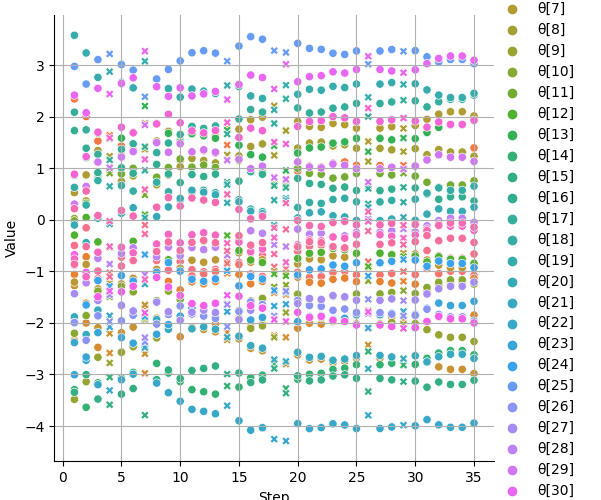 Value
3
2
1
0
−1
−2
−3
−4
0 5 10 15 20 25 30 35
Step
θ[7]
θ[8]
θ[9]
θ[10]
θ[11]
θ[12]
θ[13]
θ[14]
θ[15]
θ[16]
θ[17]
θ[18]
θ[19]
θ[20]
θ[21]
θ[22]
θ[23]
θ[24]
θ[25]
θ[26]
θ[27]
θ[28]
θ[29]
θ[30]